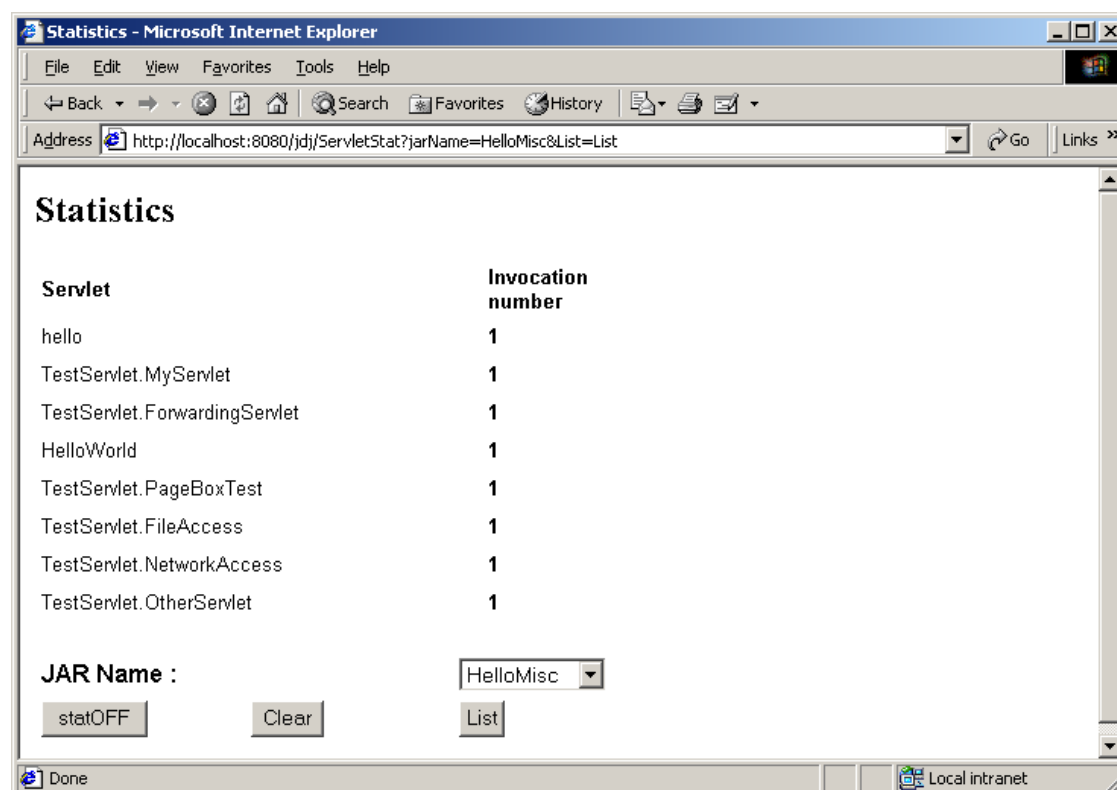 Statistics - Microsoft Internet Explorer
File Edit View Favorites Tools Help
Back Search Favorites History
Address http://localhost:8080/jdj/ServletStat?jarName=HelloMisc&List=List Go Links »
Statistics
Servlet Invocation number
hello 1
TestServlet.MyServlet 1
TestServlet.ForwardingServlet 1
HelloWorld 1
TestServlet.PageBoxTest 1
TestServlet.FileAccess 1
TestServlet.NetworkAccess 1
TestServlet.OtherServlet 1
JAR Name : HelloMisc
statOFF Clear List
Done Local intranet